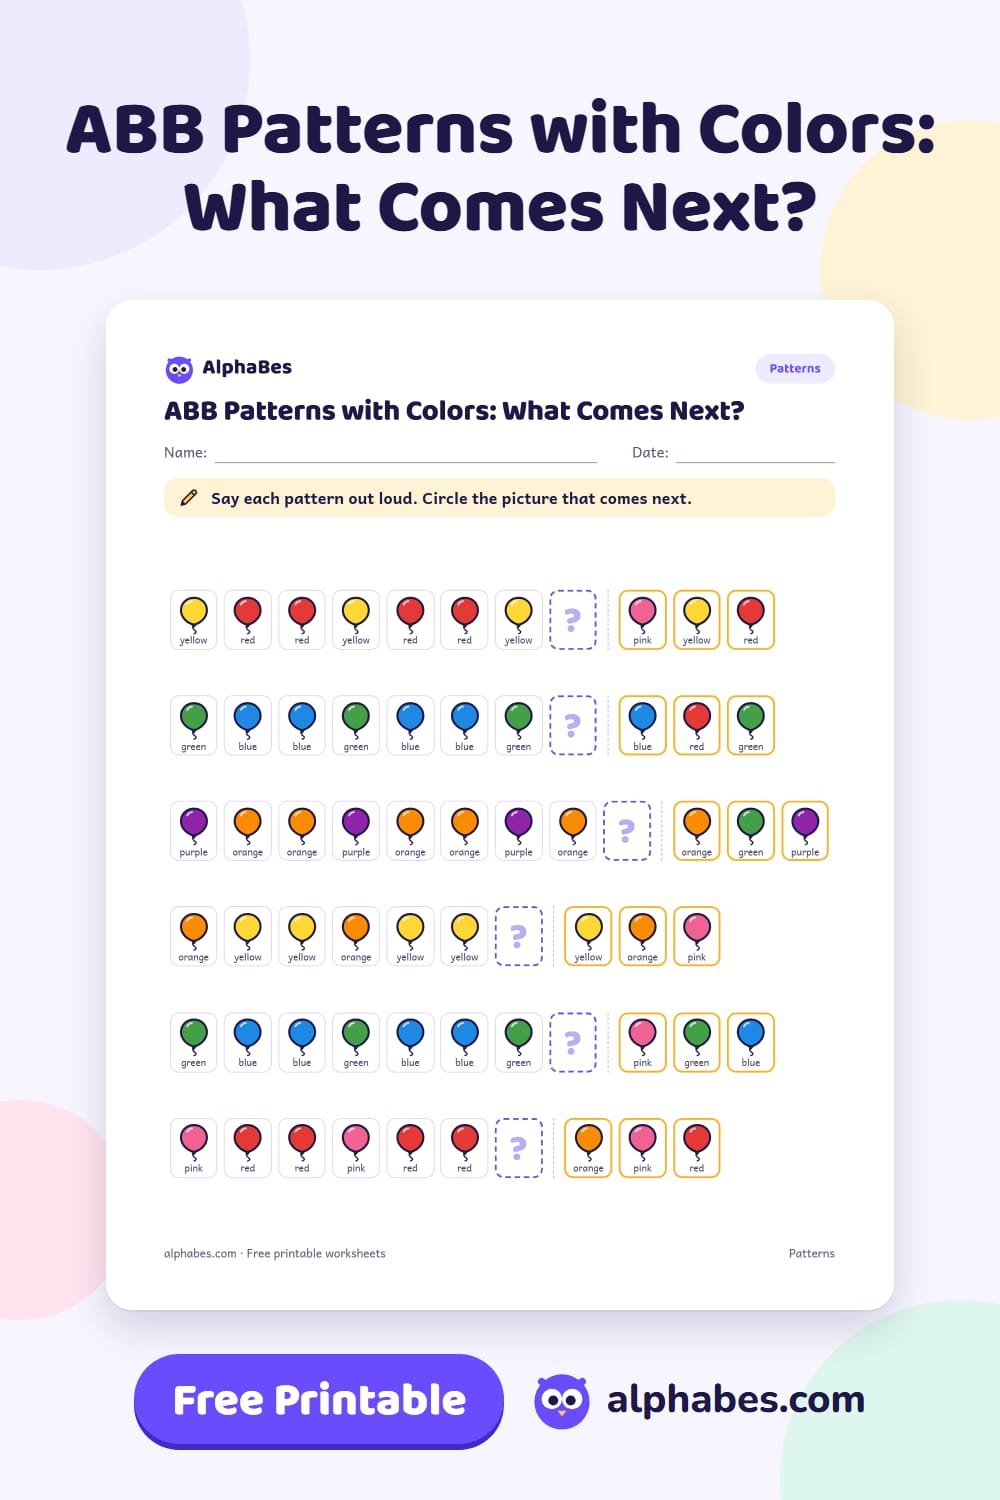 ABB Patterns with Colors:
What Comes Next?
AlphaBes
Patterns
ABB Patterns with Colors: What Comes Next?
Name:
Date:
Say each pattern out loud. Circle the picture that comes next.
yellow red red yellow red red yellow ? pink yellow red
green blue blue green blue blue green ? blue red green
purple orange orange purple orange orange purple orange ? orange green purple
orange yellow yellow orange yellow yellow ? yellow orange pink
green blue blue green blue blue green ? pink green blue
pink red red pink red red ? orange pink red
alphabes.com · Free printable worksheets
Patterns
Free Printable
alphabes.com